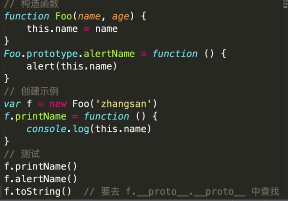 // 构造函数
function Foo(name, age) {
    this.name = name
}
Foo.prototype.alertName = function () {
    alert(this.name)
}
// 创建示例
var f = new Foo('zhangsan')
f.printName = function () {
    console.log(this.name)
}
// 测试
f.printName()
f.alertName()
f.toString()  // 要去 f.__proto__.__proto__ 中查找